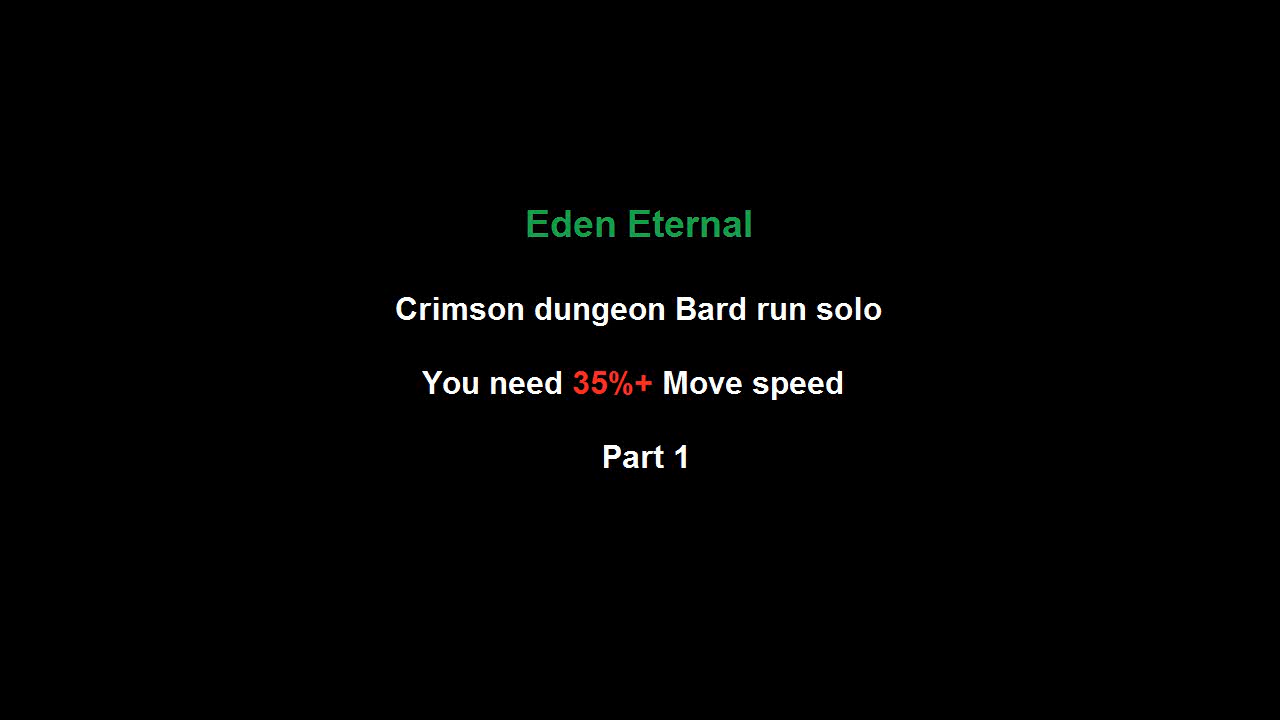 Eden Eternal
Crimson dungeon Bard run solo
You need 35%+ Move speed
Part 1